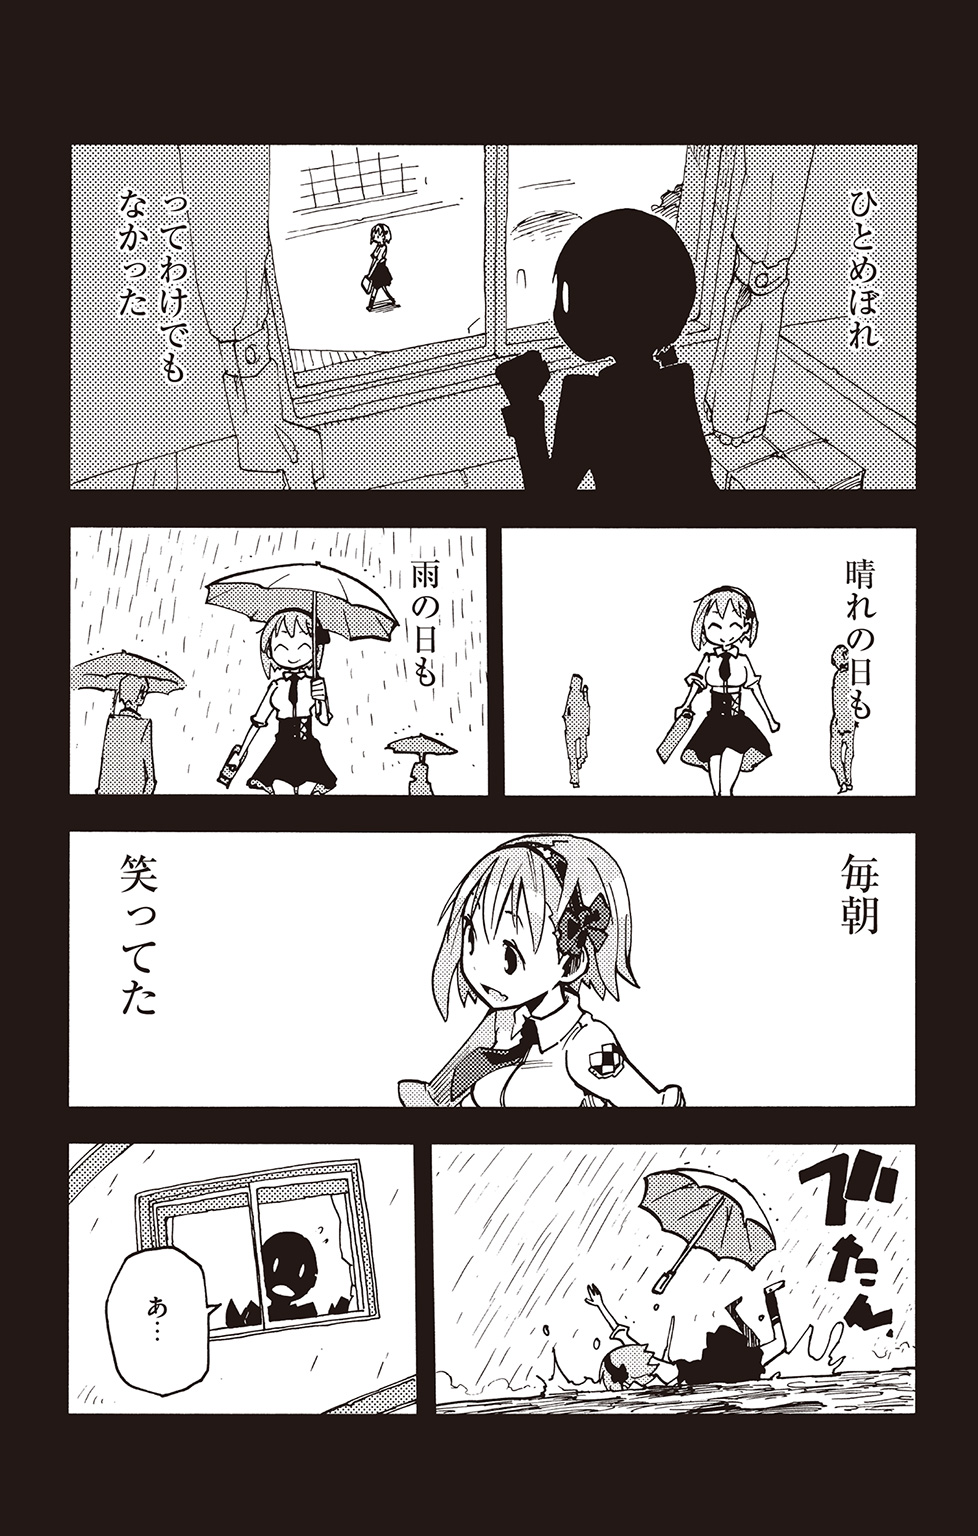 ひとめぼれ
ってわけでも
なかった
晴れの日も
雨の日も
毎朝
笑ってた
ブたん
あ…